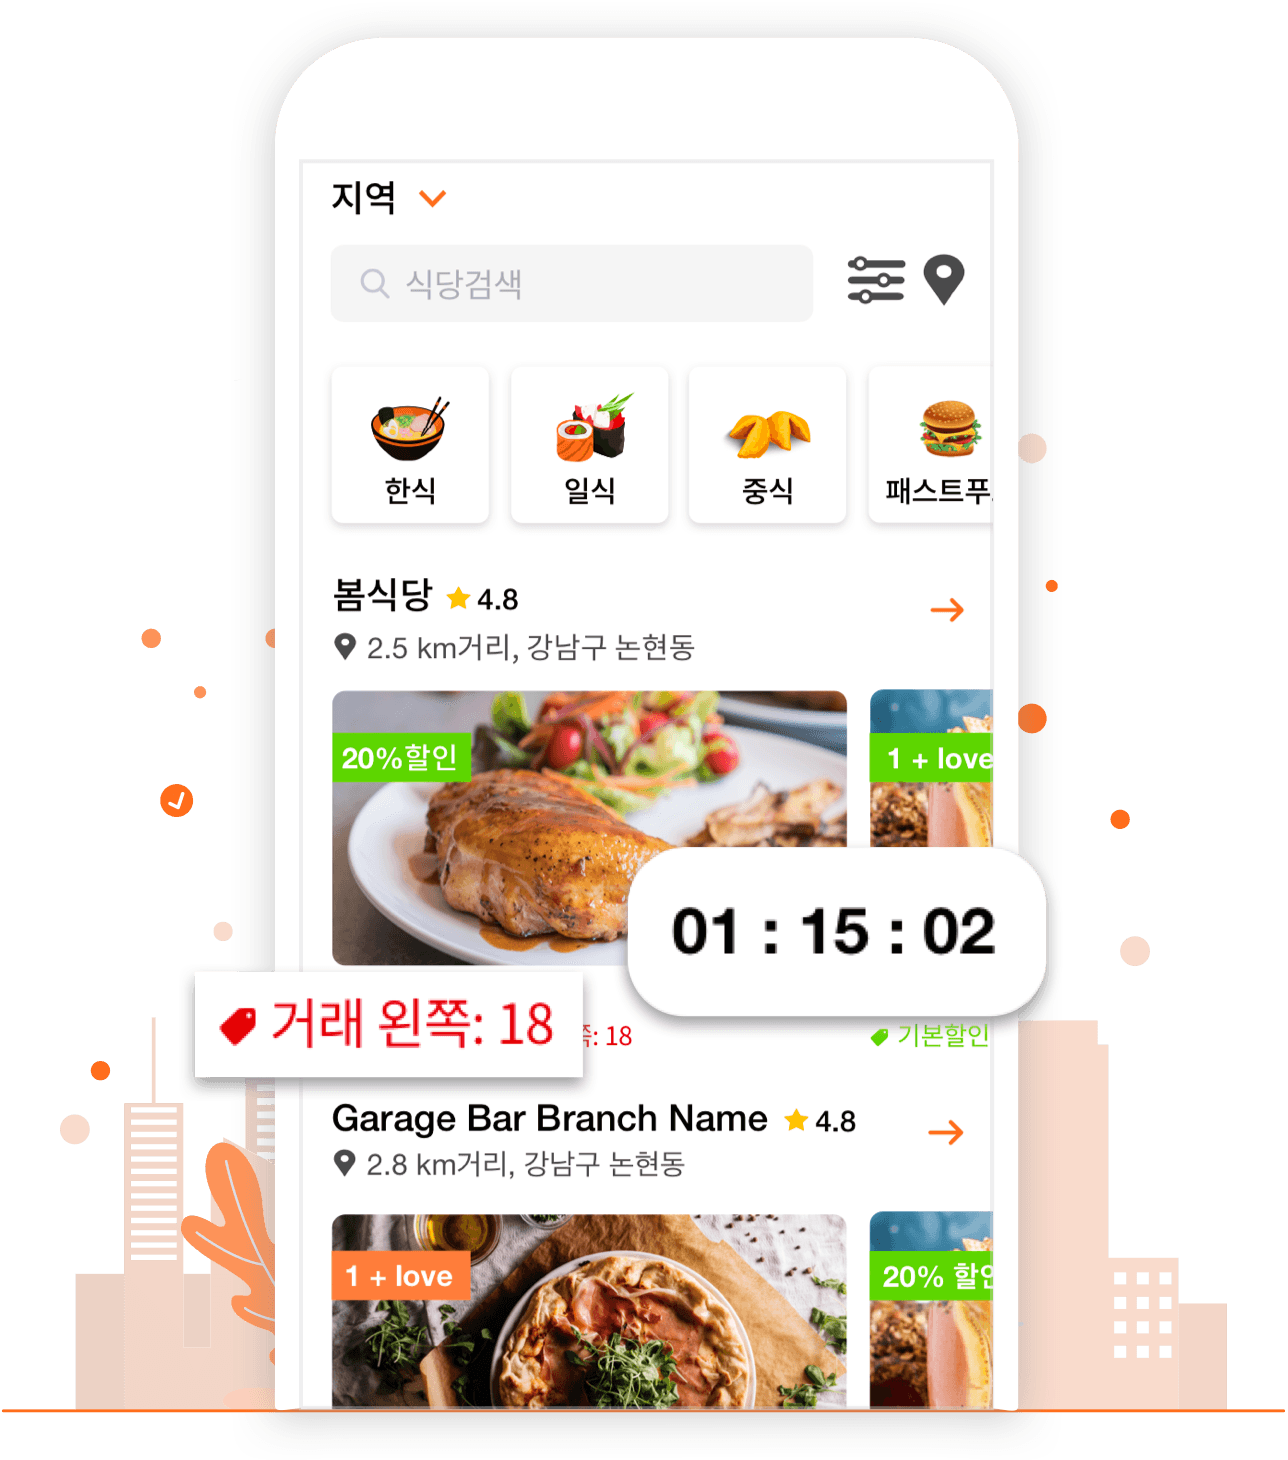 지역
식당검색
한식
일식
중식
패스트푸
봄식당 4.8
2.5 km거리, 강남구 논현동
20%할인
1 + love
01 : 15 : 02
거래 왼쪽: 18
쪽: 18
기본할인
Garage Bar Branch Name 4.8
2.8 km거리, 강남구 논현동
1 + love
20% 할인